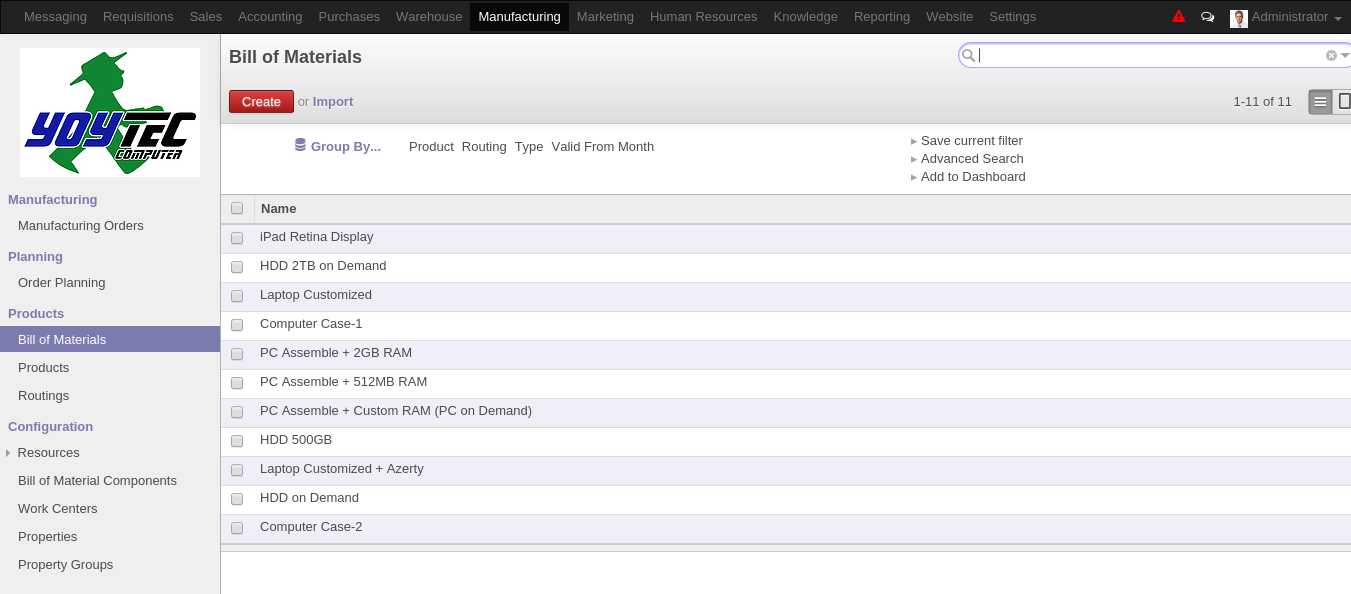 Messaging Requisitions Sales Accounting Purchases Warehouse Manufacturing Marketing Human Resources Knowledge Reporting Website Settings Administrator
YOYTEC
COMPUTER
Manufacturing
Manufacturing Orders
Planning
Order Planning
Products
Bill of Materials
Products
Routings
Configuration
Resources
Bill of Material Components
Work Centers
Properties
Property Groups
Bill of Materials
Create or Import
1-11 of 11
Group By... Product Routing Type Valid From Month
Save current filter
Advanced Search
Add to Dashboard
Name
iPad Retina Display
HDD 2TB on Demand
Laptop Customized
Computer Case-1
PC Assemble + 2GB RAM
PC Assemble + 512MB RAM
PC Assemble + Custom RAM (PC on Demand)
HDD 500GB
Laptop Customized + Azerty
HDD on Demand
Computer Case-2